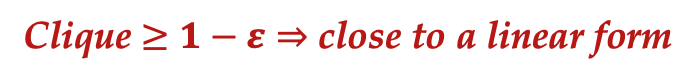 Clique ≥ 1 − ε ⇒ close to a linear form